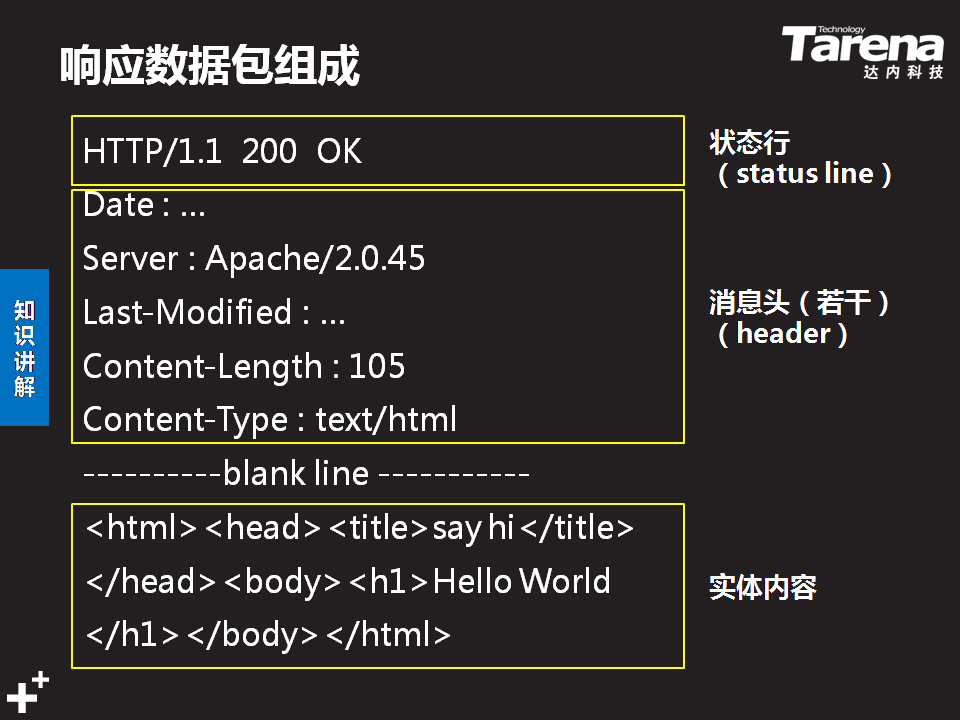 响应数据包组成
Technology
Tarena
达内科技
HTTP/1.1 200 OK
状态行
（status line）
Date : ...
Server : Apache/2.0.45
Last-Modified : ...
Content-Length : 105
Content-Type : text/html
消息头（若干）
（header）
----------blank line -----------
<html><head><title>say hi</title>
</head><body><h1>Hello World
</h1></body></html>
实体内容
知识讲解